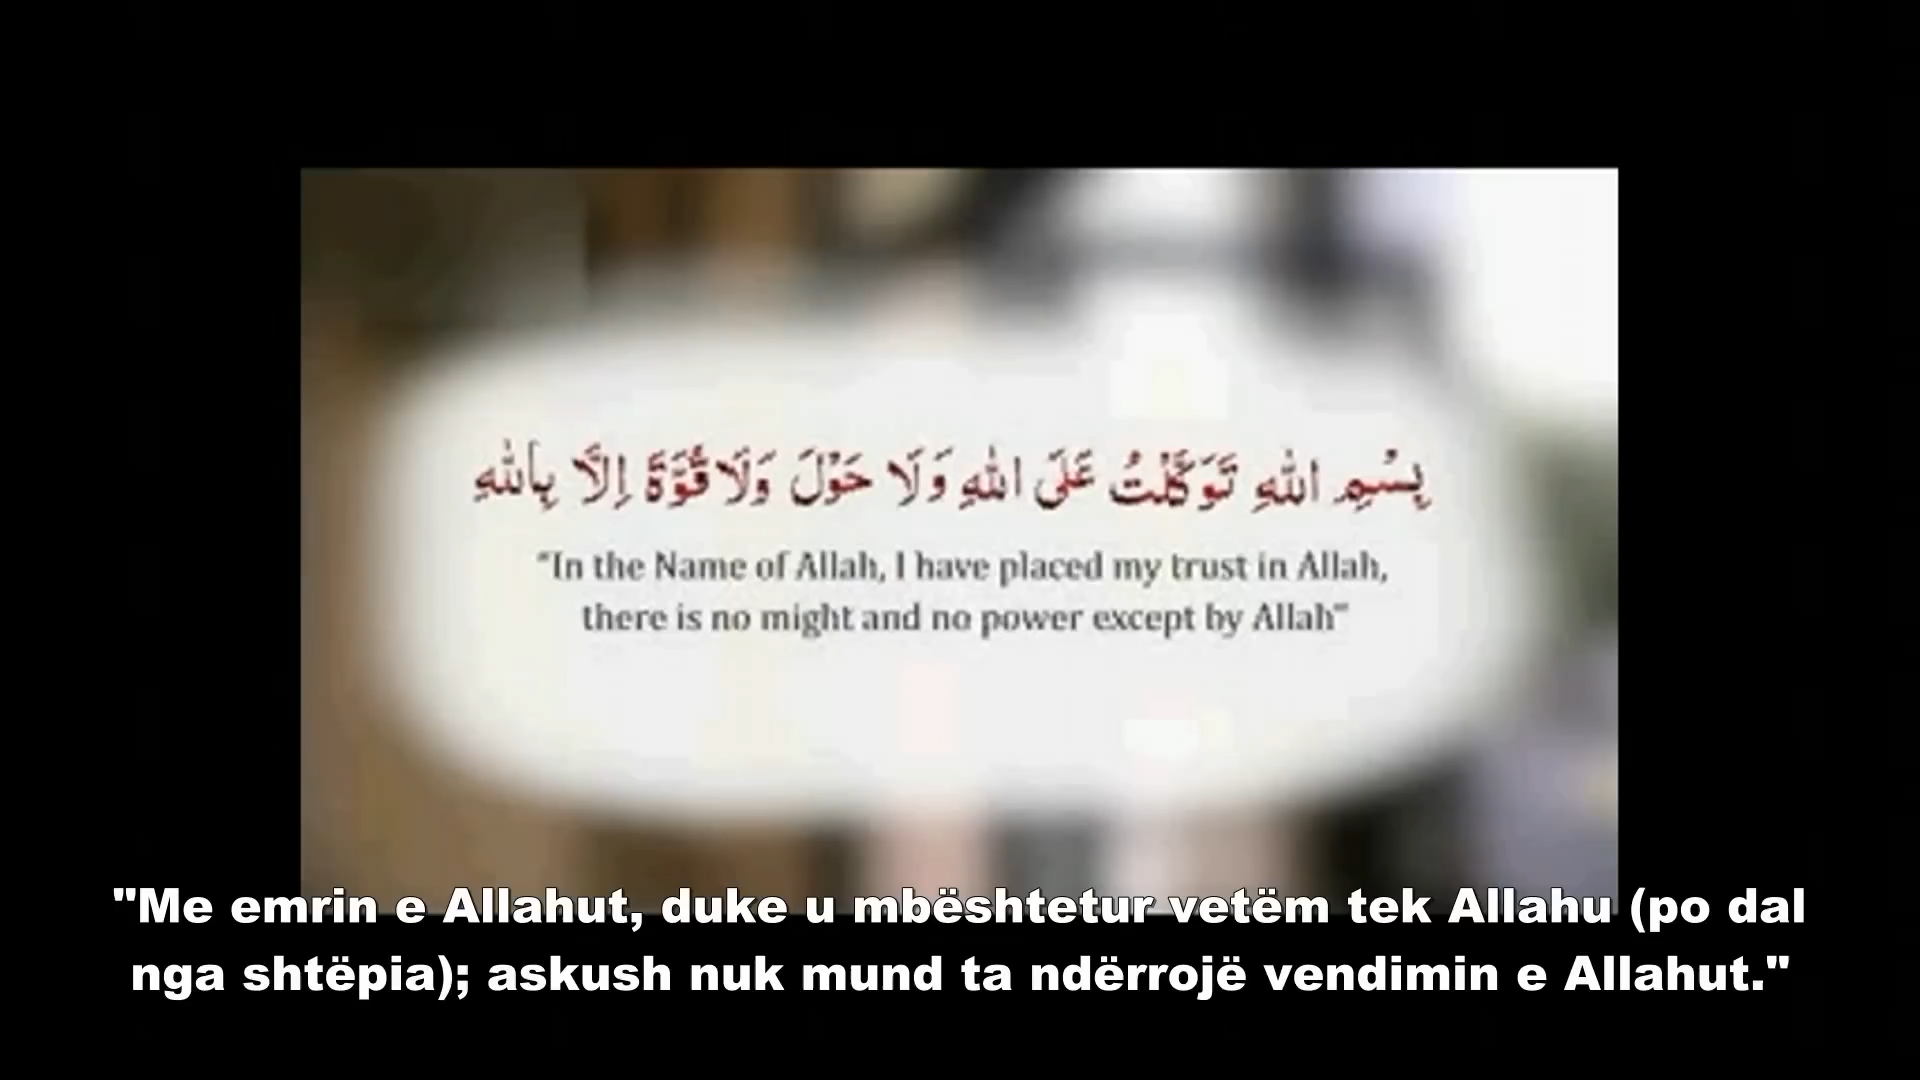 بِسْمِ اللهِ تَوَكَّلْتُ عَلَى اللهِ وَلَا حَوْلَ وَلَا قُوَّةَ اِلَّا بِاللهِ
“In the Name of Allah, I have placed my trust in Allah,
there is no might and no power except by Allah”
"Me emrin e Allahut, duke u mbështetur vetëm tek Allahu (po dal
nga shtëpia); askush nuk mund ta ndërrojë vendimin e Allahut."